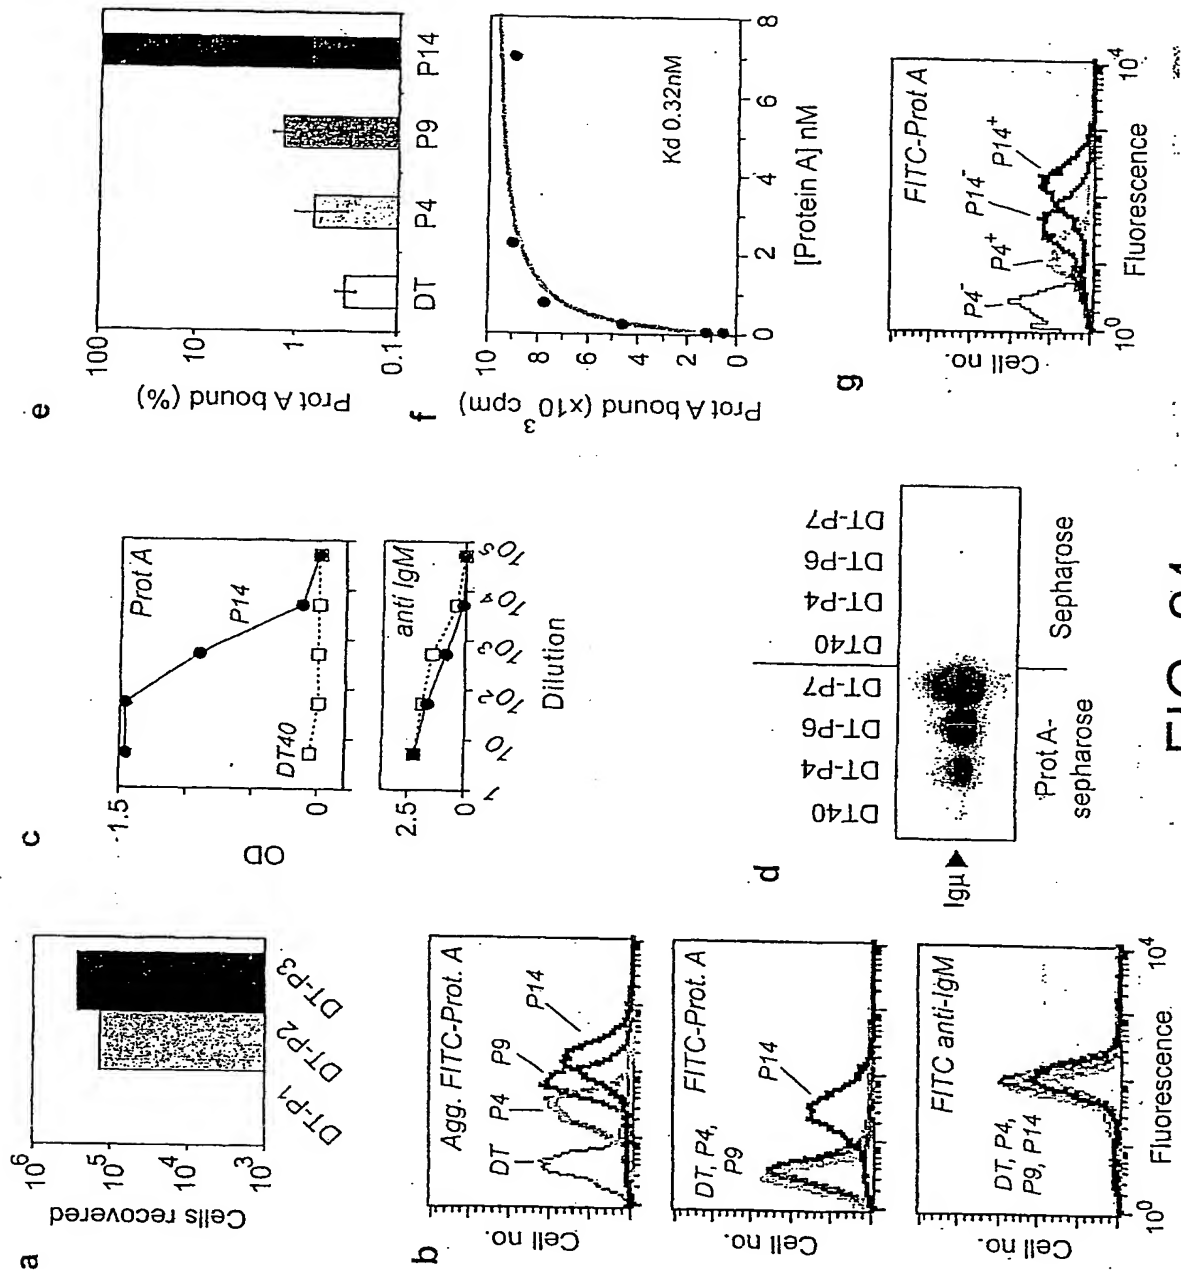 a
Cells recovered
10^6
10^5
10^4
10^3
DT-P1
DT-P2
DT-P3
b
Agg. FITC-Prot. A
DT
P4
P9
P14
Cell no.
FITC-Prot. A
DT, P4,
P9
P14
Cell no.
FITC anti-IgM
DT, P4,
P9, P14
Cell no.
10^0
10^4
Fluorescence
c
OD
1.5
0
Prot A
P14
DT40
2.5
0
anti IgM
1
10
10^2
10^3
10^4
10^5
Dilution
d
DT40
DT-P4
DT-P6
DT-P7
DT40
DT-P4
DT-P6
DT-P7
Igμ
Prot A-
sepharose
Sepharose
e
Prot A bound (%)
100
10
1
0.1
DT
P4
P9
P14
f
Prot A bound (x10^3 cpm)
10
8
6
4
2
0
Kd 0.32nM
0
2
4
6
8
[Protein A] nM
g
FITC-Prot A
P4^-
P4^+
P14^-
P14^+
Cell no.
10^0
10^4
Fluorescence